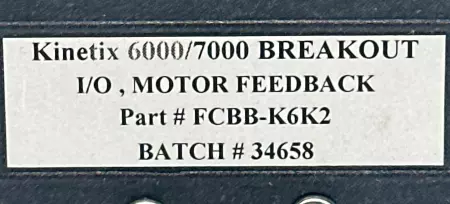 Kinetix 6000/7000 BREAKOUT
I/O , MOTOR FEEDBACK
Part # FCBB-K6K2
BATCH # 34658